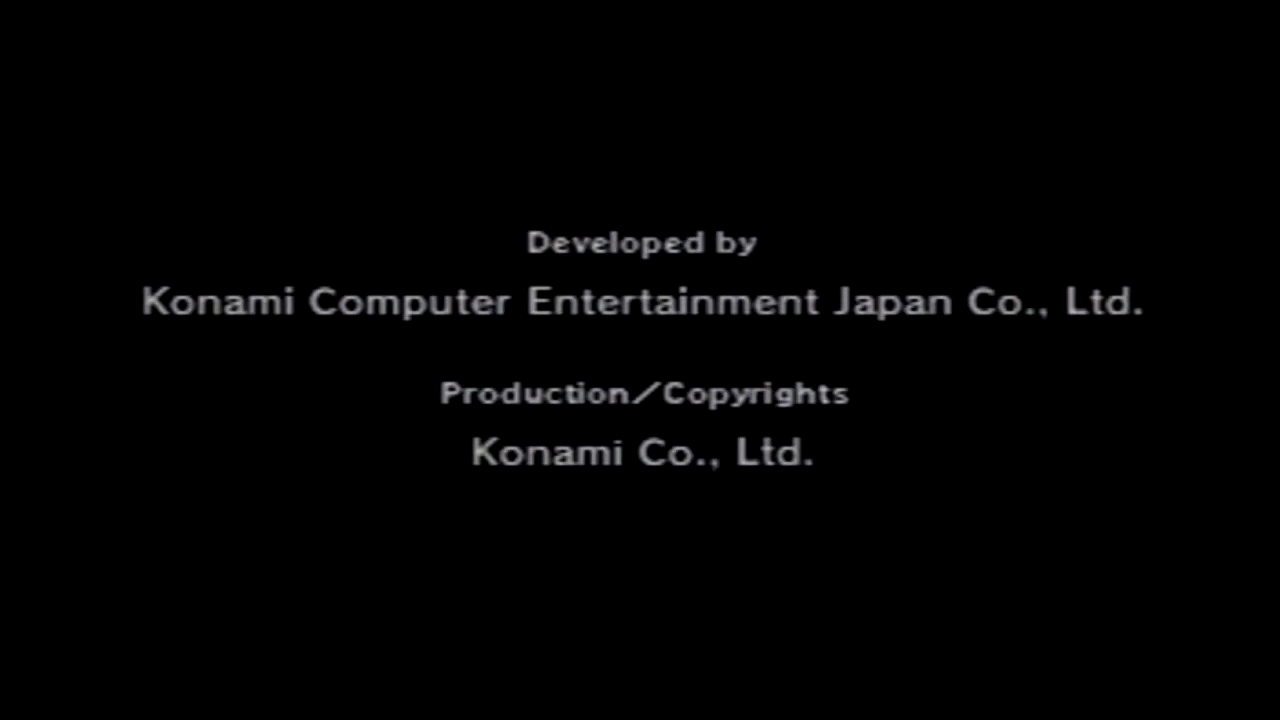 Developed by
Konami Computer Entertainment Japan Co., Ltd.
Production／Copyrights
Konami Co., Ltd.